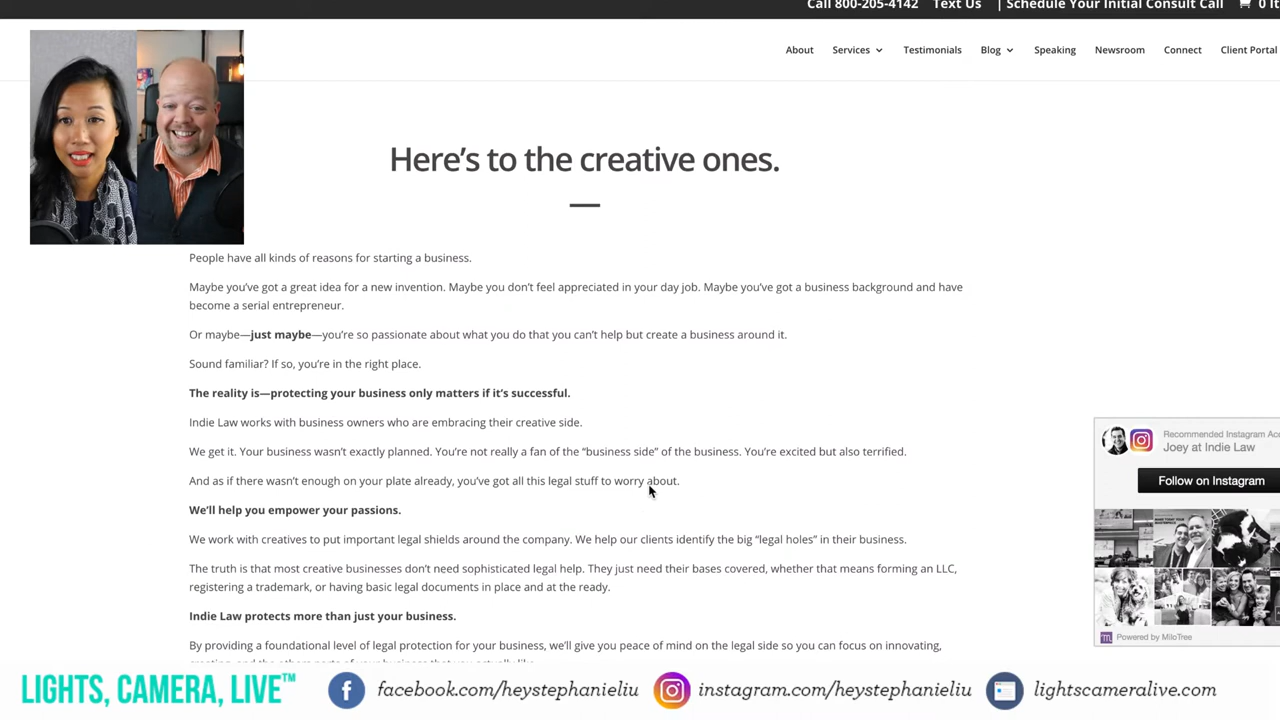 Call 800-205-4142 Text Us | Schedule Your Initial Consult Call 0 It
About Services Testimonials Blog Speaking Newsroom Connect Client Portal
Here's to the creative ones.
People have all kinds of reasons for starting a business.
Maybe you've got a great idea for a new invention. Maybe you don't feel appreciated in your day job. Maybe you've got a business background and have
become a serial entrepreneur.
Or maybe—just maybe—you're so passionate about what you do that you can't help but create a business around it.
Sound familiar? If so, you're in the right place.
The reality is—protecting your business only matters if it's successful.
Indie Law works with business owners who are embracing their creative side.
We get it. Your business wasn't exactly planned. You're not really a fan of the “business side” of the business. You're excited but also terrified.
And as if there wasn't enough on your plate already, you've got all this legal stuff to worry about.
We'll help you empower your passions.
We work with creatives to put important legal shields around the company. We help our clients identify the big “legal holes” in their business.
The truth is that most creative businesses don't need sophisticated legal help. They just need their bases covered, whether that means forming an LLC,
registering a trademark, or having basic legal documents in place and at the ready.
Indie Law protects more than just your business.
By providing a foundational level of legal protection for your business, we'll give you peace of mind on the legal side so you can focus on innovating,
Recommended Instagram Acc
Joey at Indie Law
Follow on Instagram
Powered by MiloTree
LIGHTS, CAMERA, LIVE™ facebook.com/heystephanieliu instagram.com/heystephanieliu lightscameralive.com